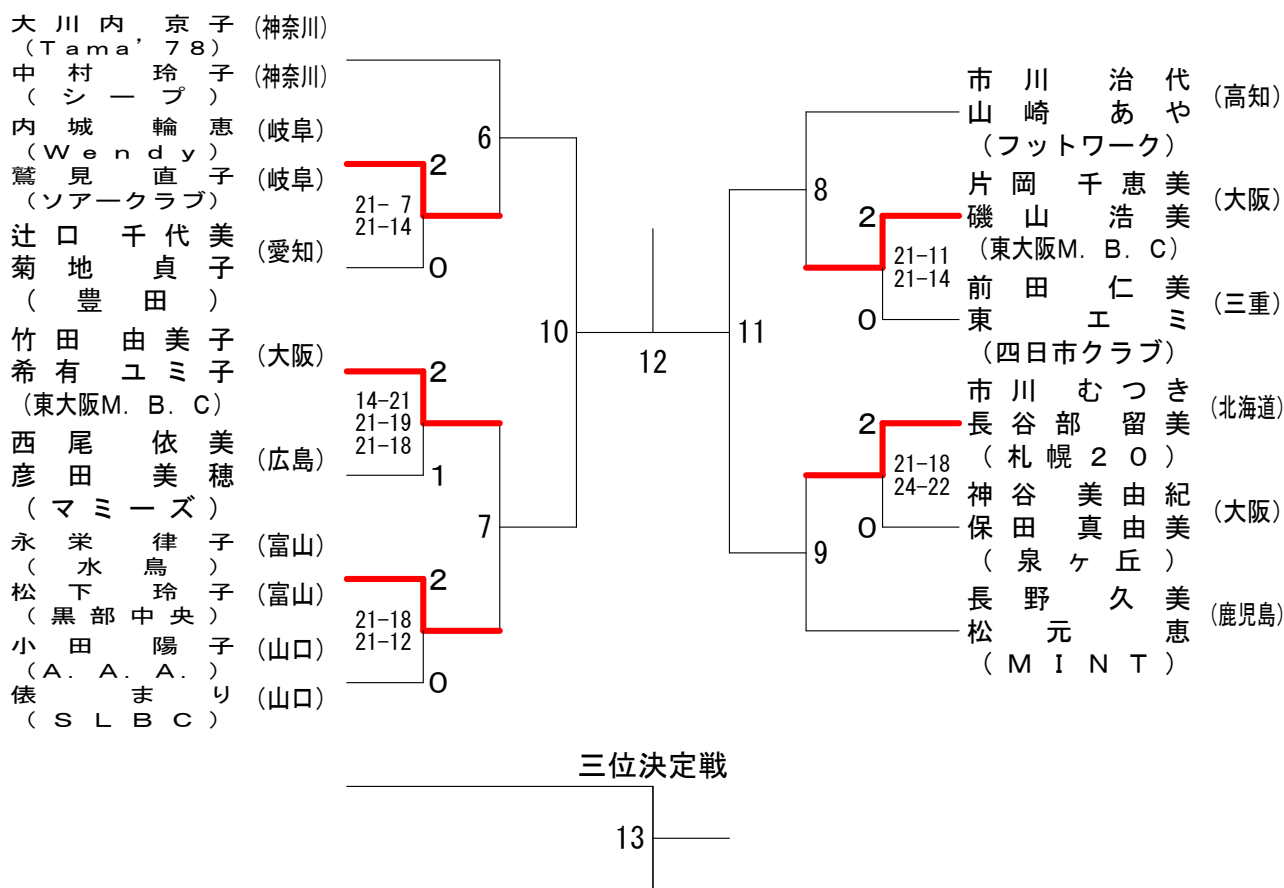 大川内 京子 (神奈川)
(Tama'78)
中村 玲子 (神奈川)
(シープ)
内城 輪恵 (岐阜)
(Wendy)
鷲見 直子 (岐阜)
(ソアークラブ)
辻口 千代美
菊地 貞子
(愛知)
(豊田)
竹田 由美子
希有 ユミ子
(大阪)
(東大阪M.B.C)
西尾 依美
彦田 美穂
(広島)
(マミーズ)
永栄 律子 (富山)
(水鳥)
松下 玲子 (富山)
(黒部中央)
小田 陽子 (山口)
(A.A.A.)
俵 まり (山口)
(SLBC)
6
2
21- 7
21-14
0
10
2
14-21
21-19
21-18
1
7
2
21-18
21-12
0
12
11
8
2
21-11
21-14
0
2
21-18
24-22
0
9
市川 治代
山崎 あや
(高知)
(フットワーク)
片岡 千恵美
磯山 浩美
(大阪)
(東大阪M.B.C)
前田 仁美
東 エミ
(三重)
(四日市クラブ)
市川 むつき
長谷部 留美
(北海道)
(札幌20)
神谷 美由紀
保田 真由美
(大阪)
(泉ヶ丘)
長野 久美
松元 恵
(鹿児島)
(MINT)
三位決定戦
13